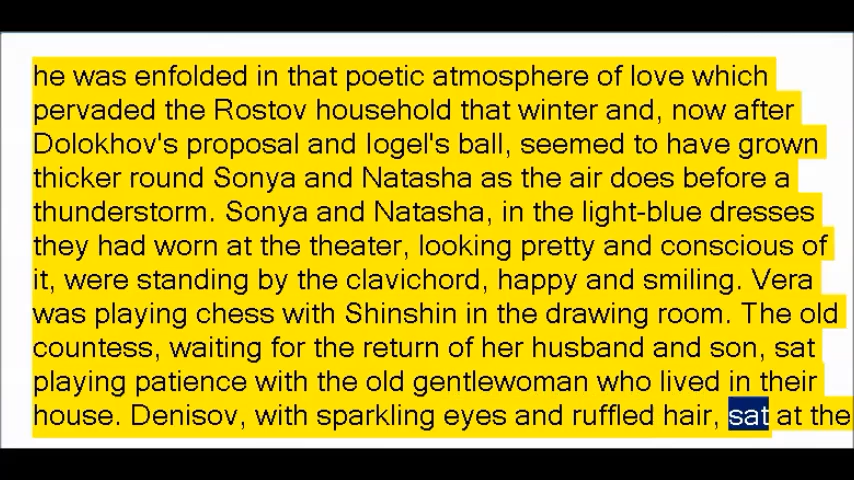 he was enfolded in that poetic atmosphere of love which
pervaded the Rostov household that winter and, now after
Dolokhov's proposal and Iogel's ball, seemed to have grown
thicker round Sonya and Natasha as the air does before a
thunderstorm. Sonya and Natasha, in the light-blue dresses
they had worn at the theater, looking pretty and conscious of
it, were standing by the clavichord, happy and smiling. Vera
was playing chess with Shinshin in the drawing room. The old
countess, waiting for the return of her husband and son, sat
playing patience with the old gentlewoman who lived in their
house. Denisov, with sparkling eyes and ruffled hair, sat at the